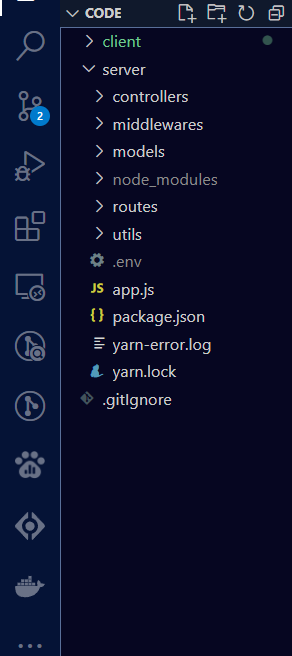 CODE
client
server
controllers
middlewares
models
node_modules
routes
utils
.env
JS app.js
{} package.json
yarn-error.log
yarn.lock
.gitIgnore
2